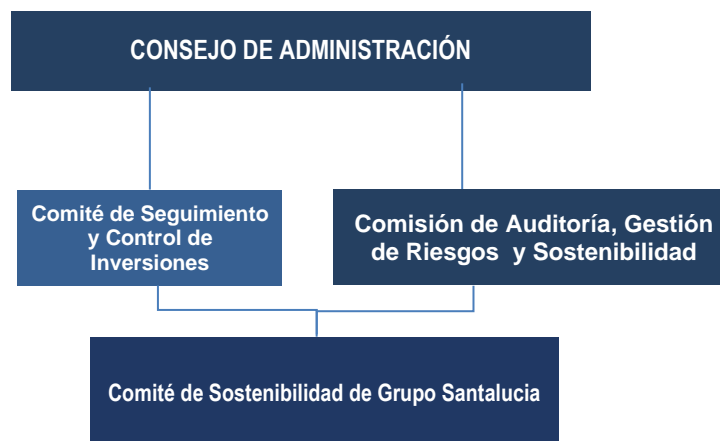 CONSEJO DE ADMINISTRACIÓN
Comité de Seguimiento
y Control de
Inversiones
Comisión de Auditoría, Gestión
de Riesgos y Sostenibilidad
Comité de Sostenibilidad de Grupo Santalucia